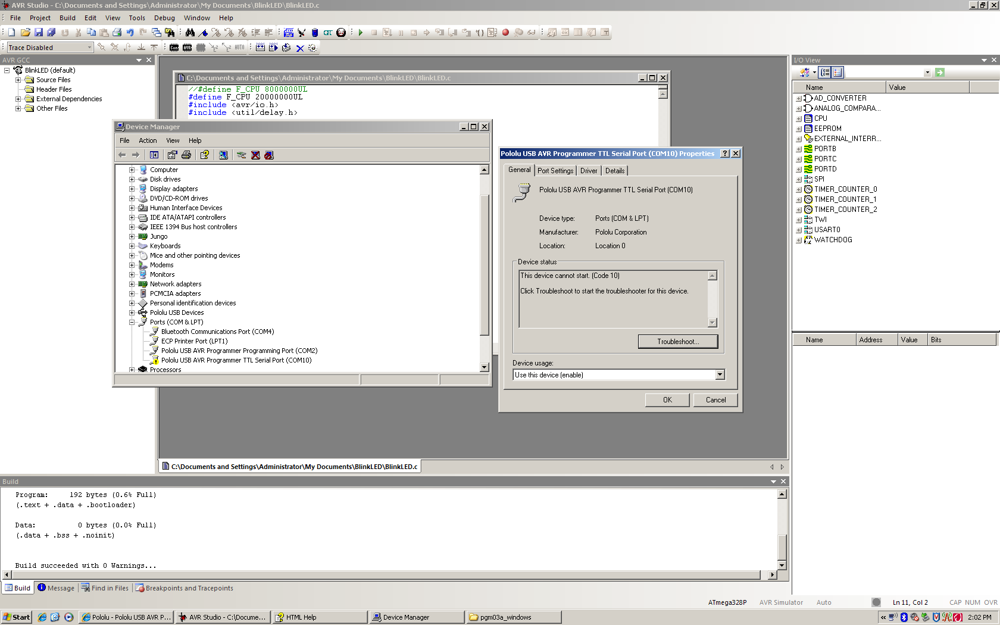 AVR Studio - C:\Documents and Settings\Administrator\My Documents\BlinkLED\BlinkLED.c
File Project Build Edit View Tools Debug Window Help
Trace Disabled
Con AVR AUTO
AVR GCC
BlinkLED (default)
Source Files
Header Files
External Dependencies
Other Files
C:\Documents and Settings\Administrator\My Documents\BlinkLED\BlinkLED.c
//#define F_CPU 8000000UL
#define F_CPU 20000000UL
#include <avr/io.h>
#include <util/delay.h>
Device Manager
File Action View Help
Computer
Disk drives
Display adapters
DVD/CD-ROM drives
Human Interface Devices
IDE ATA/ATAPI controllers
IEEE 1394 Bus host controllers
Jungo
Keyboards
Mice and other pointing devices
Modems
Monitors
Network adapters
PCMCIA adapters
Personal identification devices
Pololu USB Devices
Ports (COM & LPT)
Bluetooth Communications Port (COM4)
ECP Printer Port (LPT1)
Pololu USB AVR Programmer Programming Port (COM2)
Pololu USB AVR Programmer TTL Serial Port (COM10)
Processors
Pololu USB AVR Programmer TTL Serial Port (COM10) Properties
General Port Settings Driver Details
Pololu USB AVR Programmer TTL Serial Port (COM10)
Device type: Ports (COM & LPT)
Manufacturer: Pololu Corporation
Location: Location 0
Device status
This device cannot start. (Code 10)
Click Troubleshoot to start the troubleshooter for this device.
Troubleshoot...
Device usage:
Use this device (enable)
OK Cancel
I/O View
Name Value
AD_CONVERTER
ANALOG_COMPARA...
CPU
EEPROM
EXTERNAL_INTERR...
PORTB
PORTC
PORTD
SPI
TIMER_COUNTER_0
TIMER_COUNTER_1
TIMER_COUNTER_2
TWI
USART0
WATCHDOG
Name Address Value Bits
C:\Documents and Settings\Administrator\My Documents\BlinkLED\BlinkLED.c
Build
Program: 192 bytes (0.6% Full)
(.text + .data + .bootloader)
Data: 0 bytes (0.0% Full)
(.data + .bss + .noinit)
Build succeeded with 0 Warnings...
Build Message Find in Files Breakpoints and Tracepoints
ATmega328P AVR Simulator Auto Ln 11, Col 2 CAP NUM OVR
Start Pololu - Pololu USB AVR P... AVR Studio - C:\Docume... HTML Help Device Manager pgm03a_windows 2:02 PM